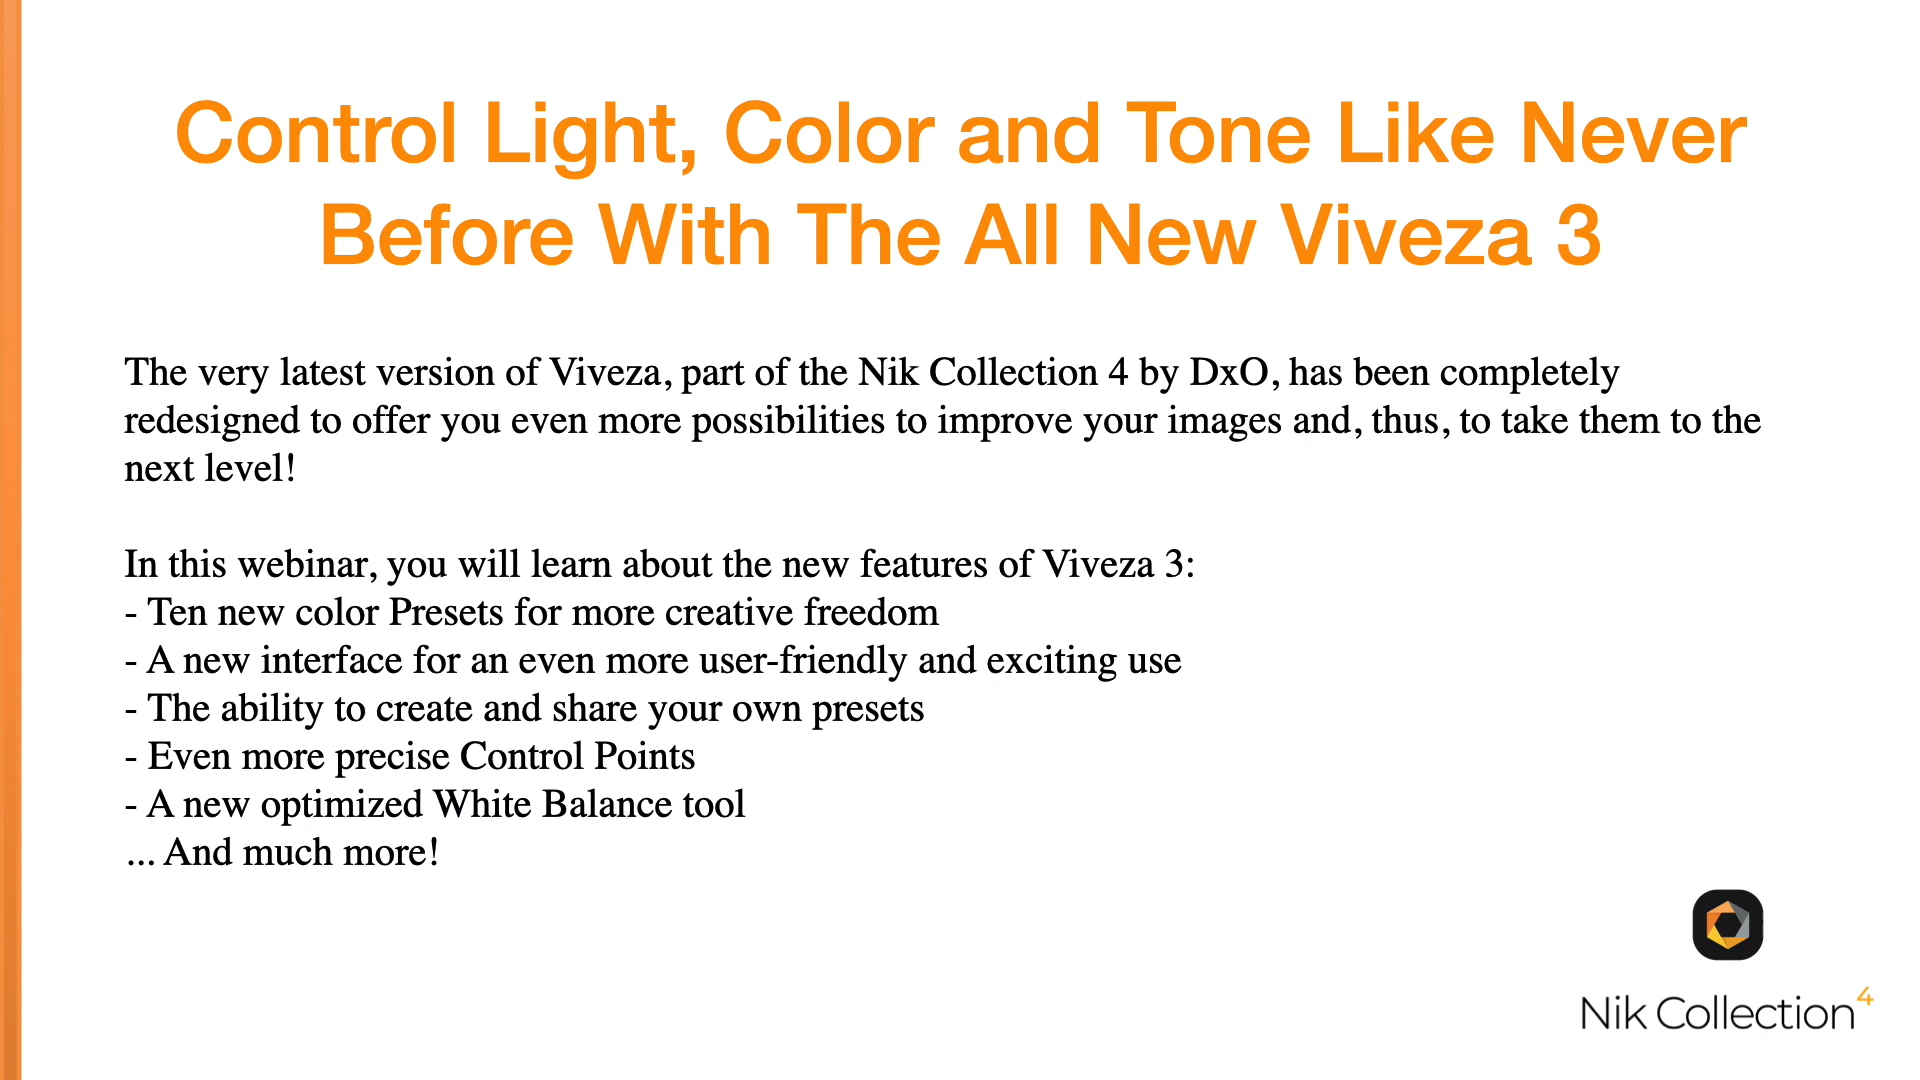 Control Light, Color and Tone Like Never
Before With The All New Viveza 3
The very latest version of Viveza, part of the Nik Collection 4 by DxO, has been completely
redesigned to offer you even more possibilities to improve your images and, thus, to take them to the
next level!
In this webinar, you will learn about the new features of Viveza 3:
- Ten new color Presets for more creative freedom
- A new interface for an even more user-friendly and exciting use
- The ability to create and share your own presets
- Even more precise Control Points
- A new optimized White Balance tool
... And much more!
Nik Collection 4